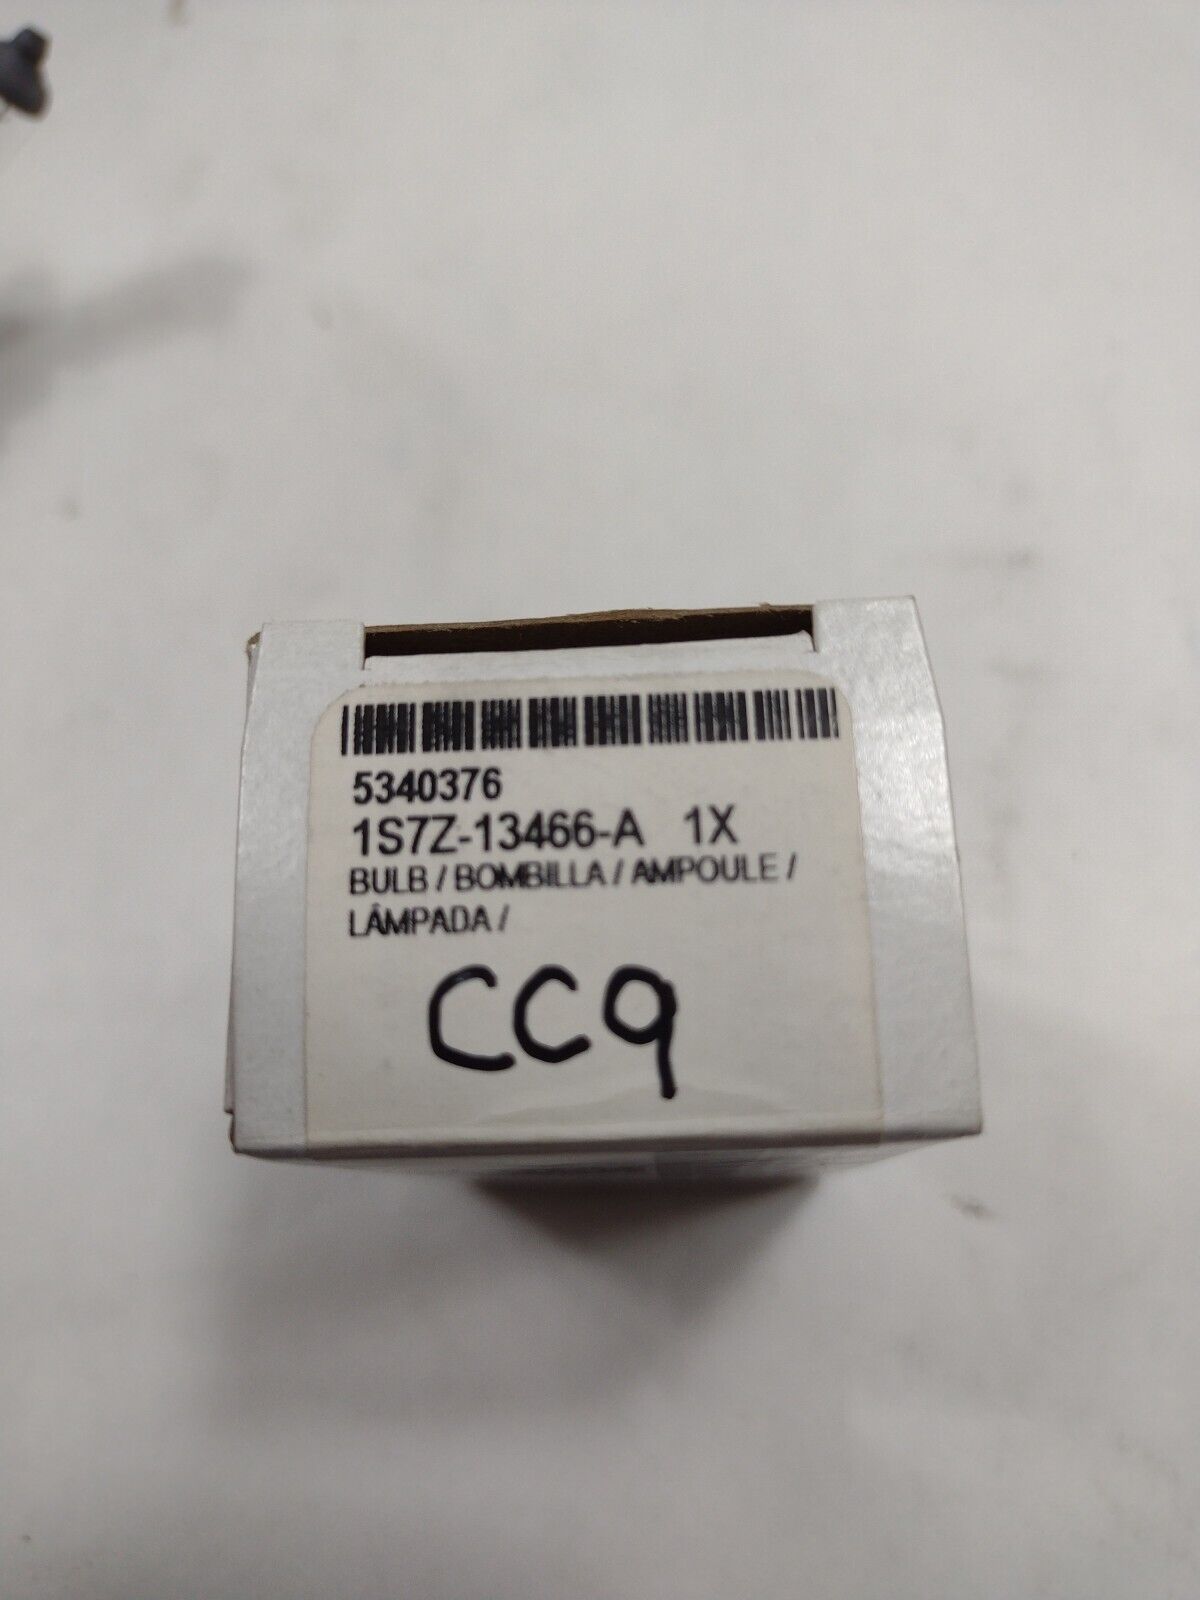 5340376
1S7Z-13466-A 1X
BULB / BOMBILLA / AMPOULE /
LÂMPADA /
CC9